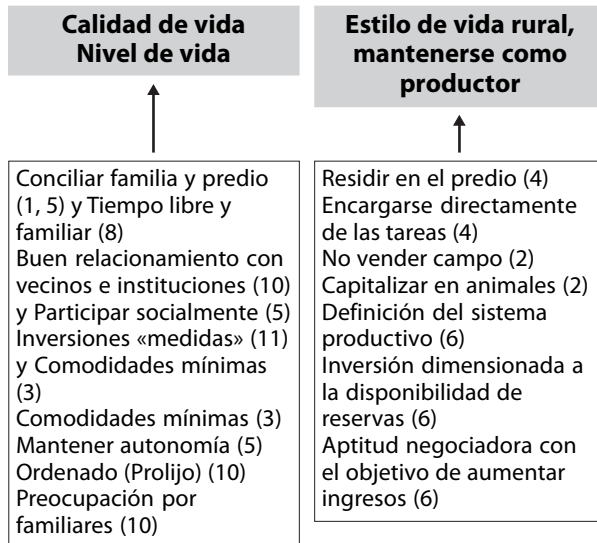 Calidad de vida
Nivel de vida
Conciliar familia y predio
(1, 5) y Tiempo libre y
familiar (8)
Buen relacionamiento con
vecinos e instituciones (10)
y Participar socialmente (5)
Inversiones «medidas» (11)
y Comodidades mínimas
(3)
Comodidades mínimas (3)
Mantener autonomía (5)
Ordenado (Prolijo) (10)
Preocupación por
familiares (10)
Estilo de vida rural,
mantenerse como
productor
Residir en el predio (4)
Encargarse directamente
de las tareas (4)
No vender campo (2)
Capitalizar en animales (2)
Definición del sistema
productivo (6)
Inversión dimensionada a
la disponibilidad de
reservas (6)
Aptitud negociadora con
el objetivo de aumentar
ingresos (6)